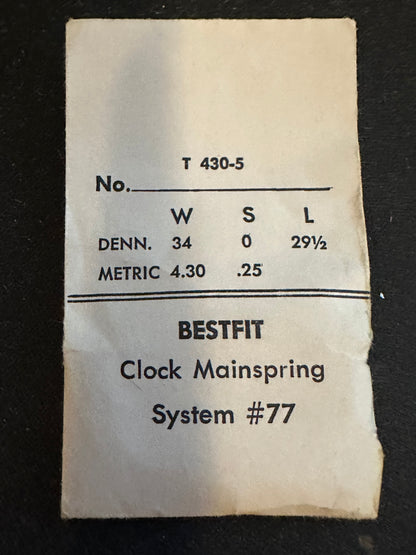 T 430-5
No.
W S L
DENN. 34 0 29½
METRIC 4.30 .25
BESTFIT
Clock Mainspring
System #77